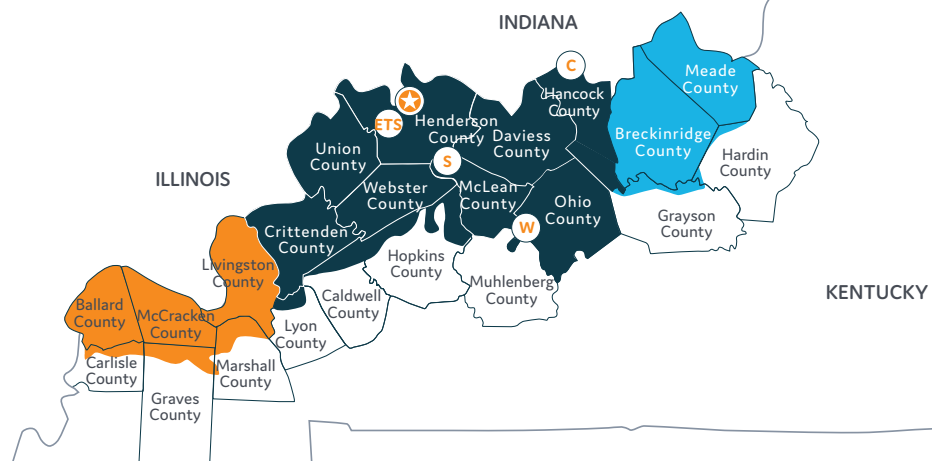 INDIANA
C
Meade
County
Hancock
County
ETS
Henderson
County
Daviess
County
Breckinridge
County
Union
County
S
Hardin
County
ILLINOIS
Webster
County
McLean
County
Ohio
County
Grayson
County
W
Crittenden
County
Hopkins
County
Livingston
County
Muhlenberg
County
KENTUCKY
Caldwell
County
Ballard
County
McCracken
County
Lyon
County
Carlisle
County
Marshall
County
Graves
County